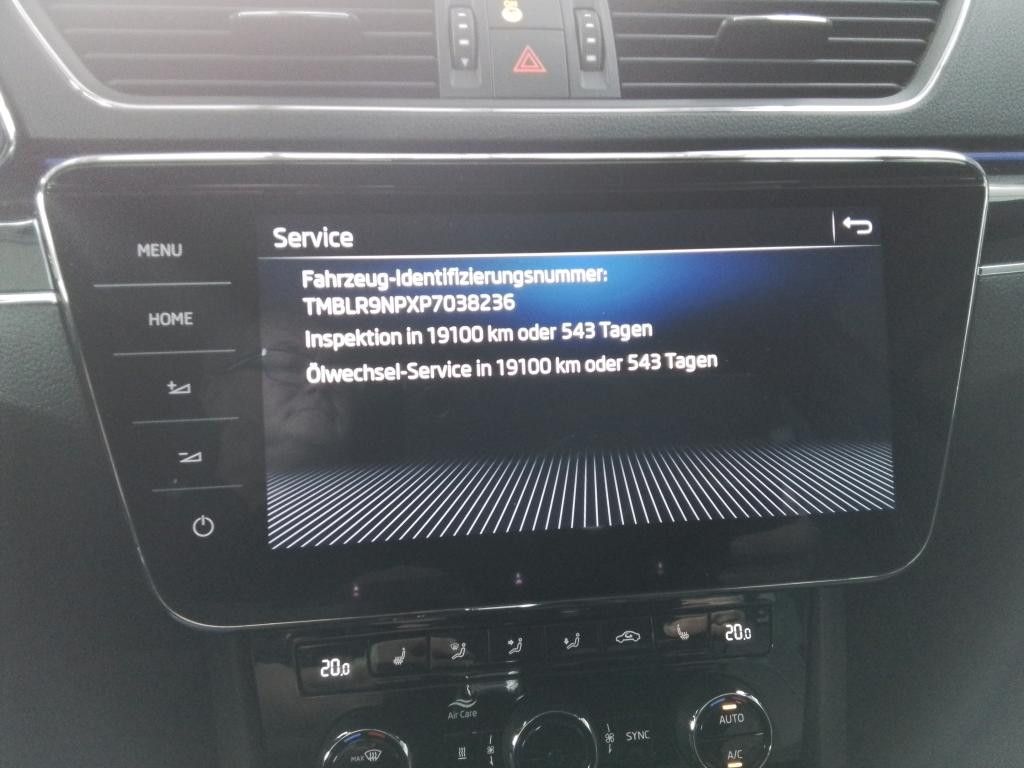 Service
MENU
HOME
Fahrzeug-Identifizierungsnummer:
TMBLR9NPXP7038236
Inspektion in 19100 km oder 543 Tagen
Ölwechsel-Service in 19100 km oder 543 Tagen
20.0
20.0
Air Care
MAX
SYNC
AUTO
A/C